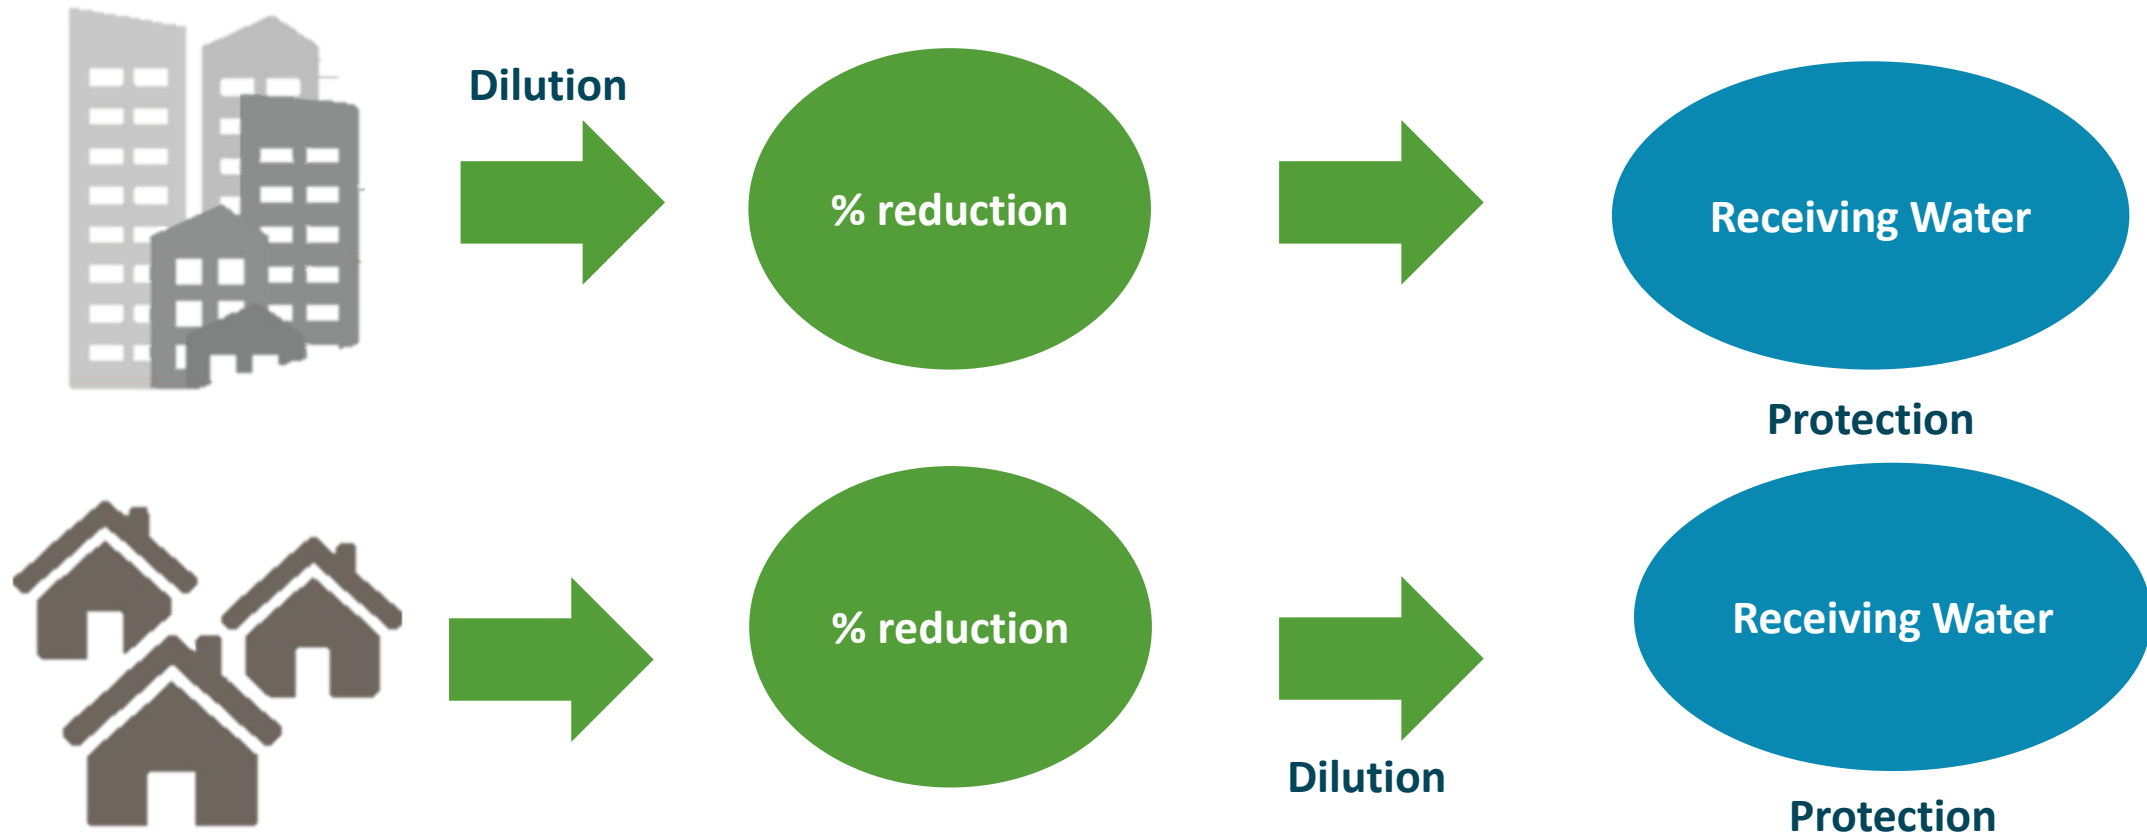 Dilution
% reduction
Receiving Water
Protection
% reduction
Receiving Water
Dilution
Protection